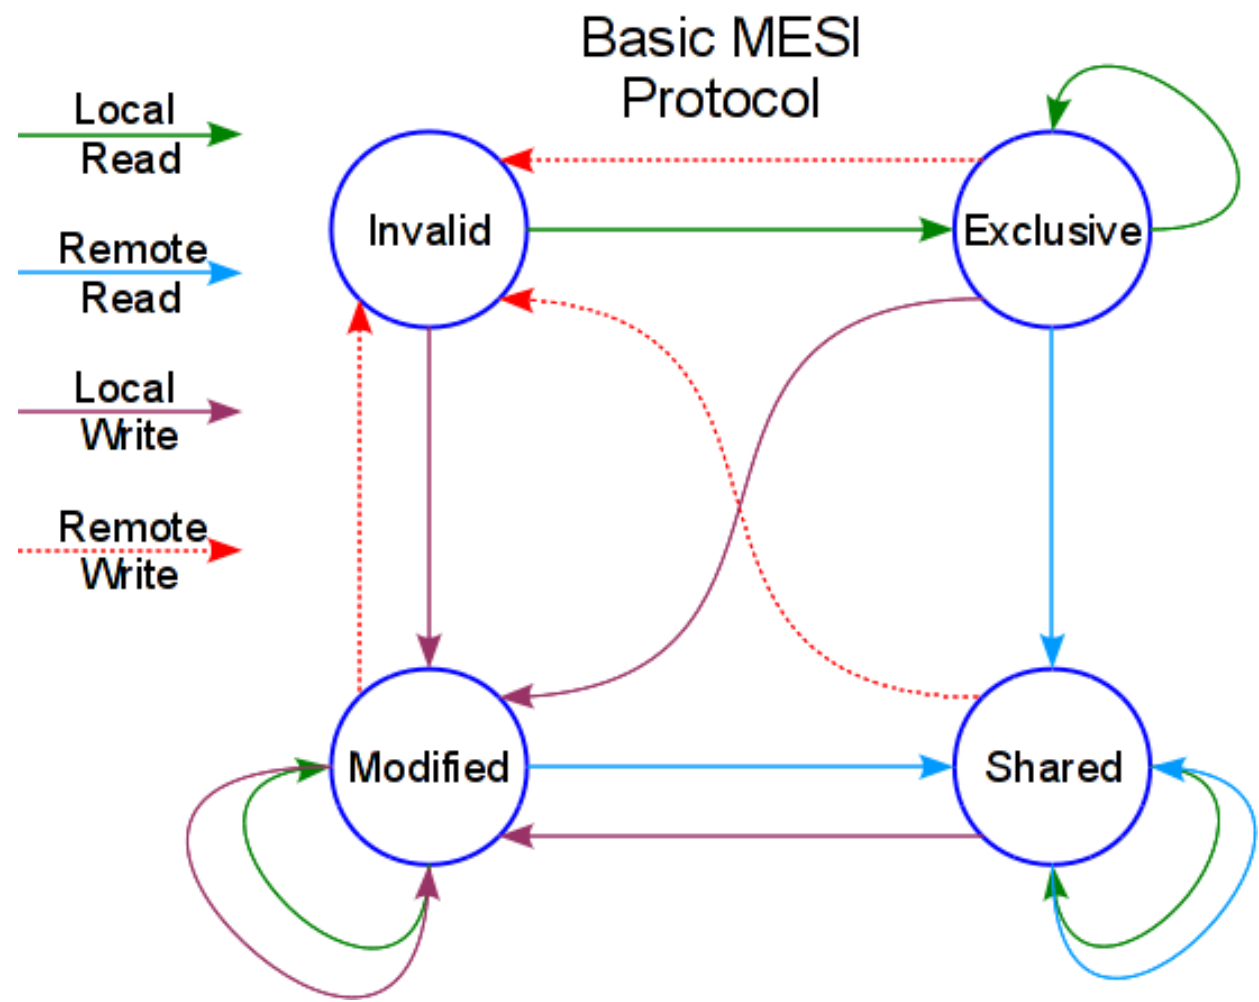 Basic MESI
Protocol
Local
Read
Remote
Read
Local
Write
Remote
Write
Invalid
Exclusive
Modified
Shared